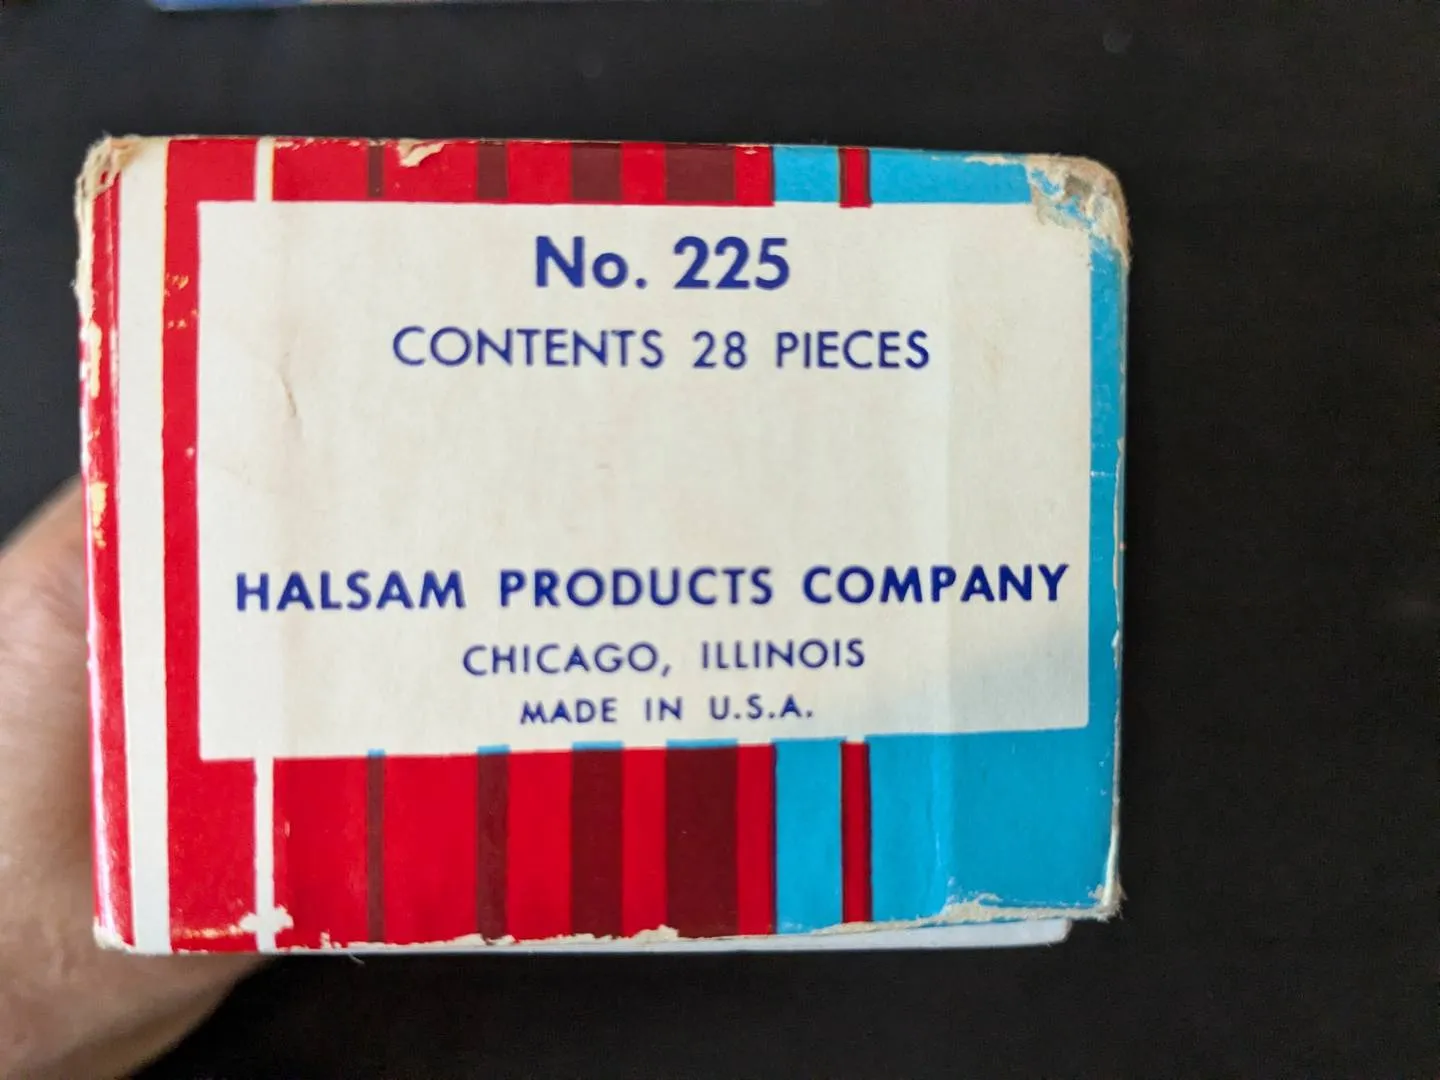 No. 225
CONTENTS 28 PIECES
HALSAM PRODUCTS COMPANY
CHICAGO, ILLINOIS
MADE IN U.S.A.